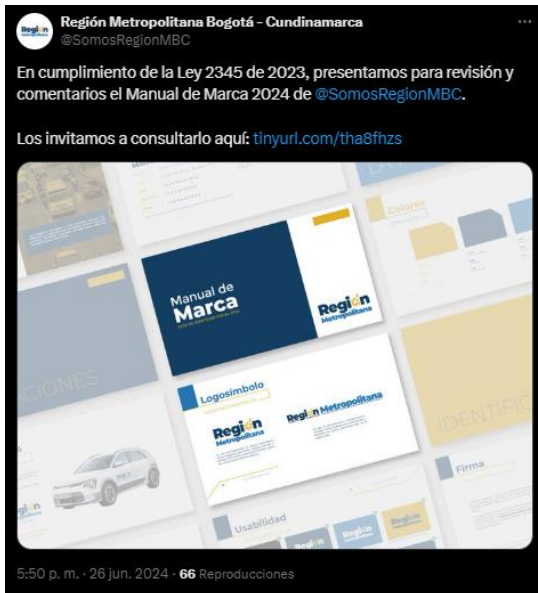 Región Metropolitana Bogotá - Cundinamarca
@SomosRegionMBC
En cumplimiento de la Ley 2345 de 2023, presentamos para revisión y
comentarios el Manual de Marca 2024 de @SomosRegionMBC.
Los invitamos a consultarlo aquí: tinyurl.com/tha8fhzs
Colores
Manual de
Marca
Región
Metropolitana
Logosímbolo
Región
Metropolitana
Región Metropolitana
CIONES
IDENTIFIC
Firma
Usabilidad
Región
5:50 p. m. · 26 jun. 2024 · 66 Reproducciones